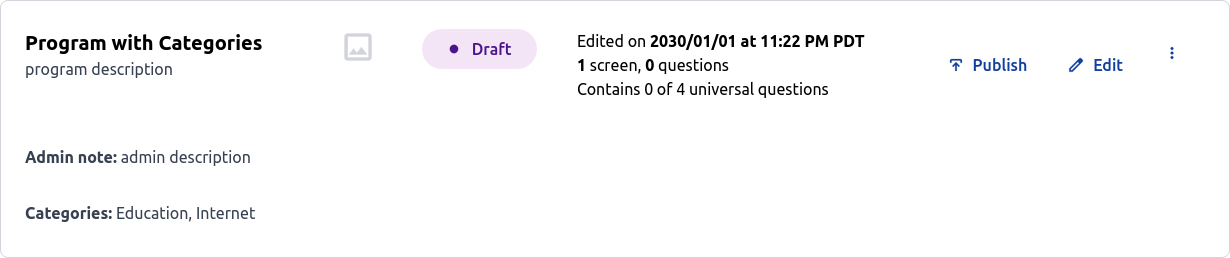 Program with Categories
program description
Draft
Edited on 2030/01/01 at 11:22 PM PDT
1 screen, 0 questions
Contains 0 of 4 universal questions
Publish
Edit
Admin note: admin description
Categories: Education, Internet